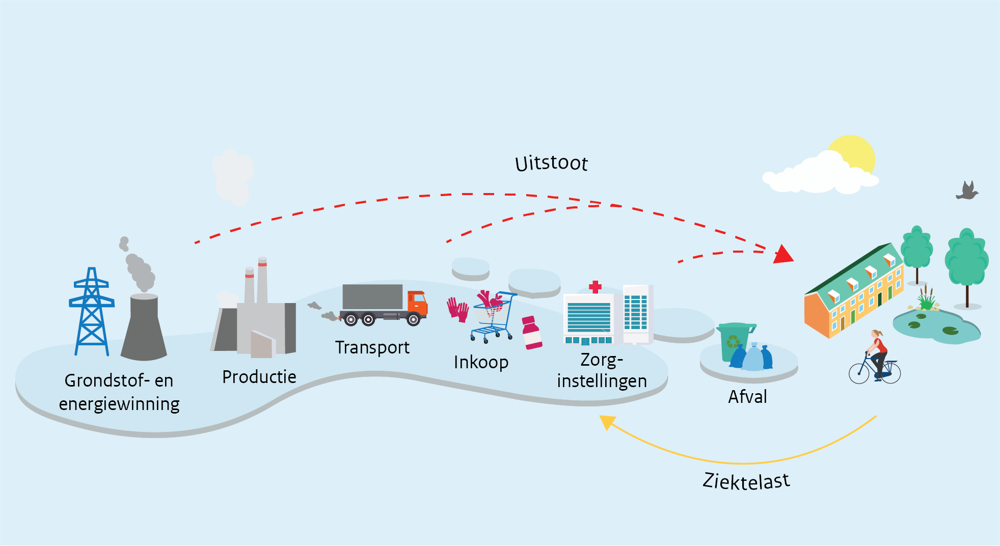 Uitstoot
Grondstof- en
energiewinning
Productie
Transport
Inkoop
Zorg-
instellingen
Afval
Ziektelast